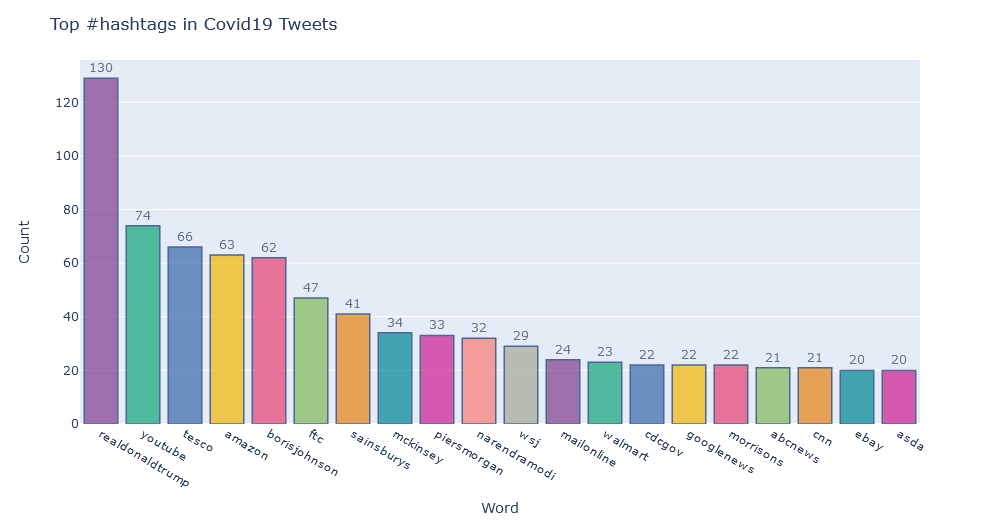 Top #hashtags in Covid19 Tweets
Count
120
100
80
60
40
20
0
130
74
66
63
62
47
41
34
33
32
29
24
23
22
22
22
21
21
20
20
realdonaldtrump
youtube
tesco
amazon
borisjohnson
ftc
sainsburys
mckinsey
piersmorgan
narendramodi
wsj
mailonline
walmart
cdcgov
googlenews
morrisons
abcnews
cnn
ebay
asda
Word